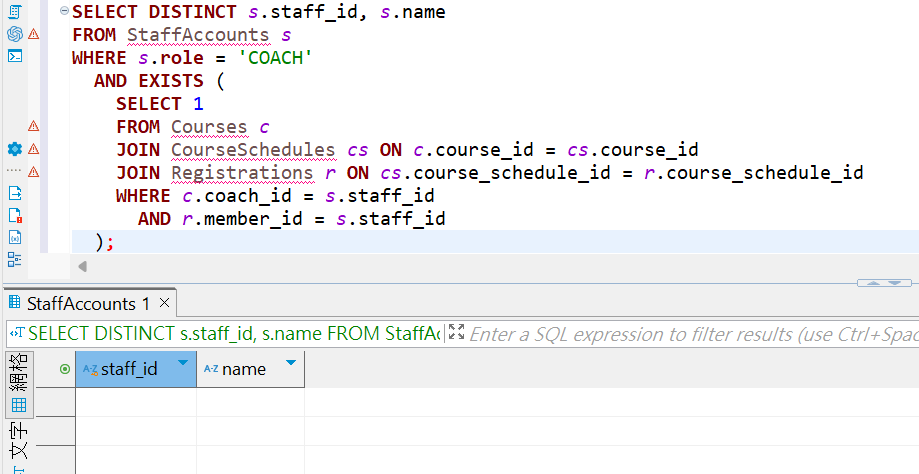 SELECT DISTINCT s.staff_id, s.name
FROM StaffAccounts s
WHERE s.role = 'COACH'
AND EXISTS (
SELECT 1
FROM Courses c
JOIN CourseSchedules cs ON c.course_id = cs.course_id
JOIN Registrations r ON cs.course_schedule_id = r.course_schedule_id
WHERE c.coach_id = s.staff_id
AND r.member_id = s.staff_id
);
StaffAccounts 1
SELECT DISTINCT s.staff_id, s.name FROM StaffAc
Enter a SQL expression to filter results (use Ctrl+Spac
網格
A-Z staff_id
A-Z name
文字